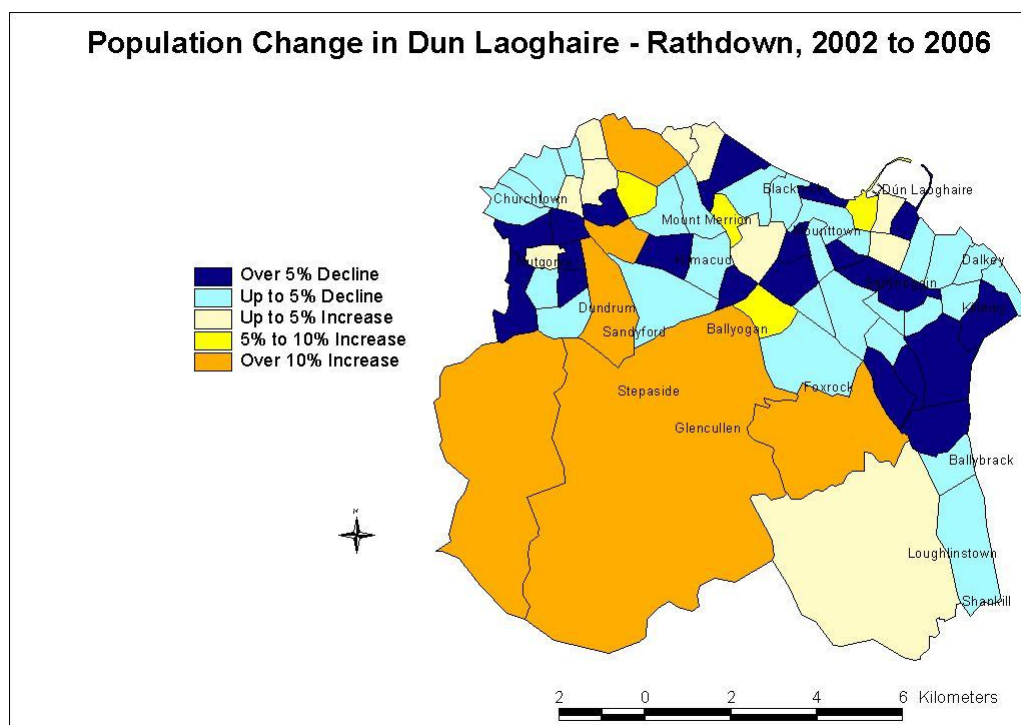 Population Change in Dun Laoghaire - Rathdown, 2002 to 2006
Churchtown
Dún Laoghaire
Mount Merrion
Dalkey
Over 5% Decline
Up to 5% Decline
Up to 5% Increase
5% to 10% Increase
Over 10% Increase
Dundrum
Sandyford
Ballyogan
Stepaside
Foxrock
Glencullen
Ballybrack
Loughlinstown
Shankill
N
2 0 2 4 6 Kilometers